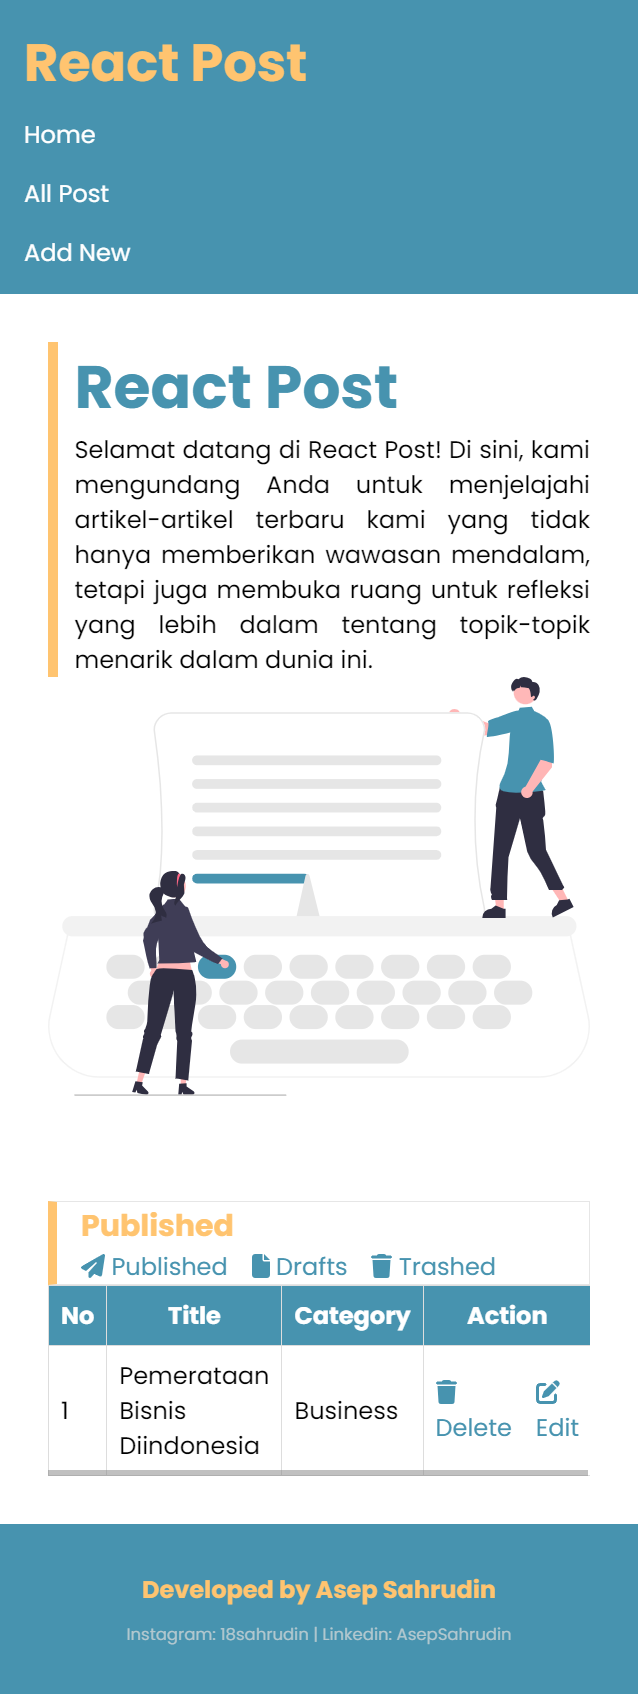 React Post
Home
All Post
Add New
React Post
Selamat datang di React Post! Di sini, kami
mengundang Anda untuk menjelajahi
artikel-artikel terbaru kami yang tidak
hanya memberikan wawasan mendalam,
tetapi juga membuka ruang untuk refleksi
yang lebih dalam tentang topik-topik
menarik dalam dunia ini.
Published
Published Drafts Trashed
No Title Category Action
1 Pemerataan Bisnis Diindonesia Business Delete Edit
Developed by Asep Sahrudin
Instagram: 18sahrudin | Linkedin: AsepSahrudin